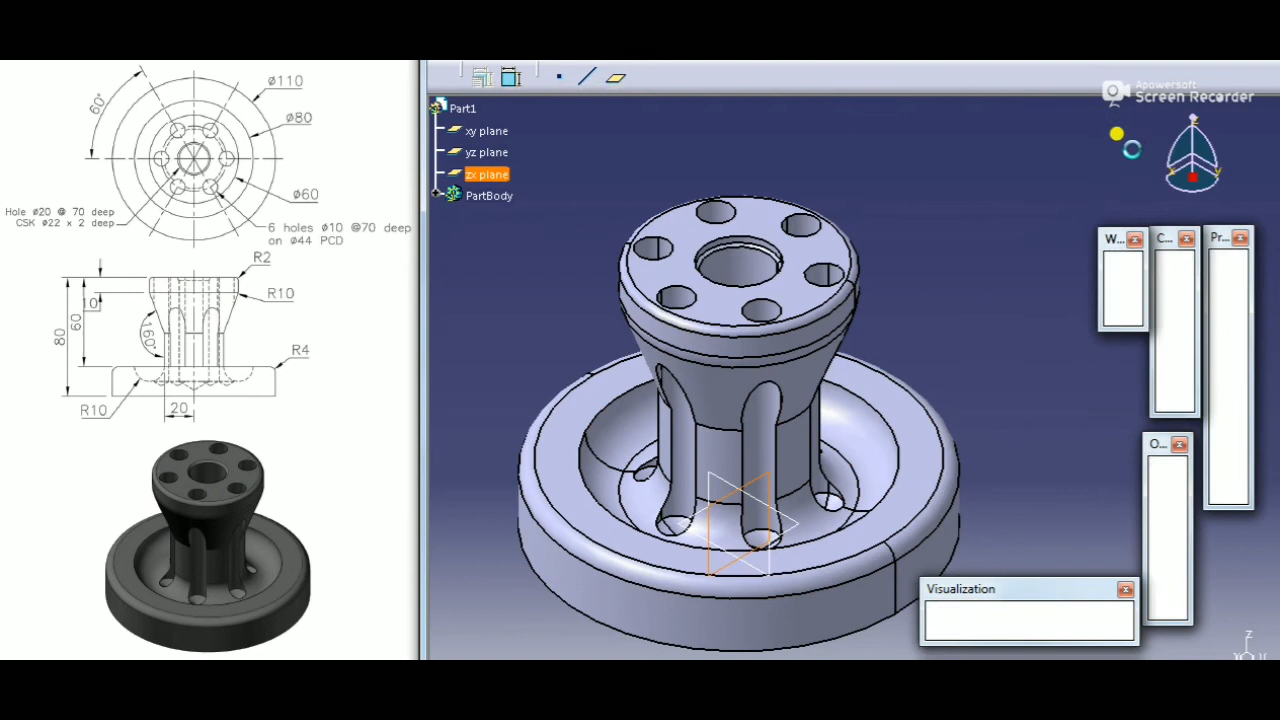 60°
ø110
ø80
ø60
Hole ø20 @ 70 deep
CSK ø22 x 2 deep
6 holes ø10 @70 deep
on ø44 PCD
R2
R10
10
60
80
160°
R4
R10
20
Part1
xy plane
yz plane
zx plane
PartBody
Apowersoft
Screen Recorder
z
W...
C...
Pr...
O...
Visualization
z